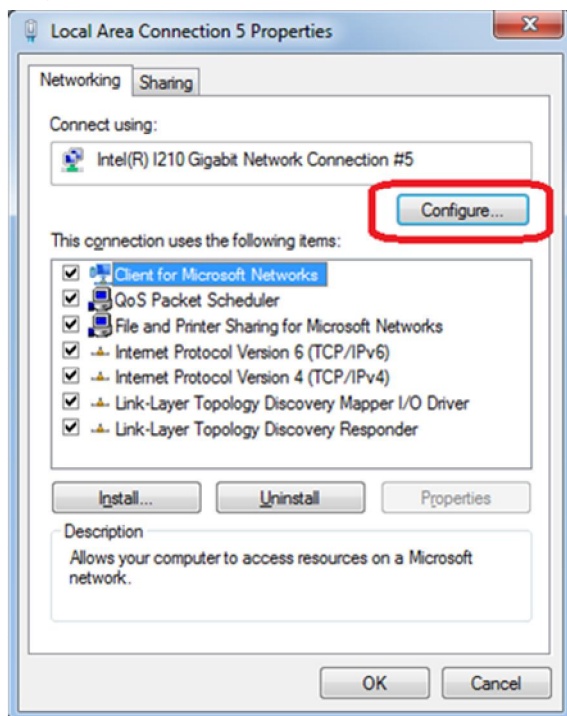 Local Area Connection 5 Properties
Networking
Sharing
Connect using:
Intel(R) I210 Gigabit Network Connection #5
Configure...
This connection uses the following items:
Client for Microsoft Networks
QoS Packet Scheduler
File and Printer Sharing for Microsoft Networks
Internet Protocol Version 6 (TCP/IPv6)
Internet Protocol Version 4 (TCP/IPv4)
Link-Layer Topology Discovery Mapper I/O Driver
Link-Layer Topology Discovery Responder
Install...
Uninstall
Properties
Description
Allows your computer to access resources on a Microsoft
network.
OK
Cancel